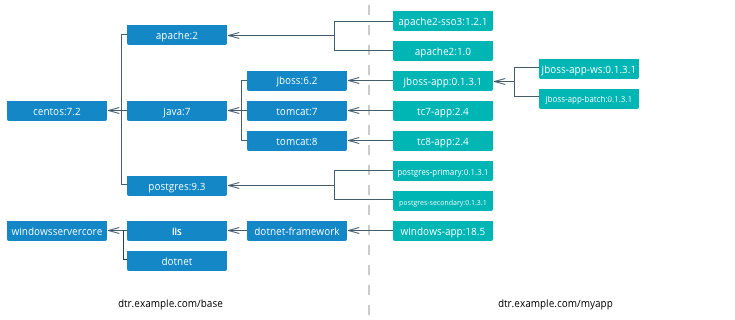 apache2-sso3:1.2.1
apache:2
apache2:1.0
jboss-app-ws:0.1.3.1
jboss:6.2
jboss-app:0.1.3.1
jboss-app-batch:0.1.3.1
centos:7.2
java:7
tomcat:7
tc7-app:2.4
tomcat:8
tc8-app:2.4
postgres-primary:0.1.3.1
postgres:9.3
postgres-secondary:0.1.3.1
windowsservercore
iis
dotnet-framework
windows-app:18.5
dotnet
dtr.example.com/base
dtr.example.com/myapp